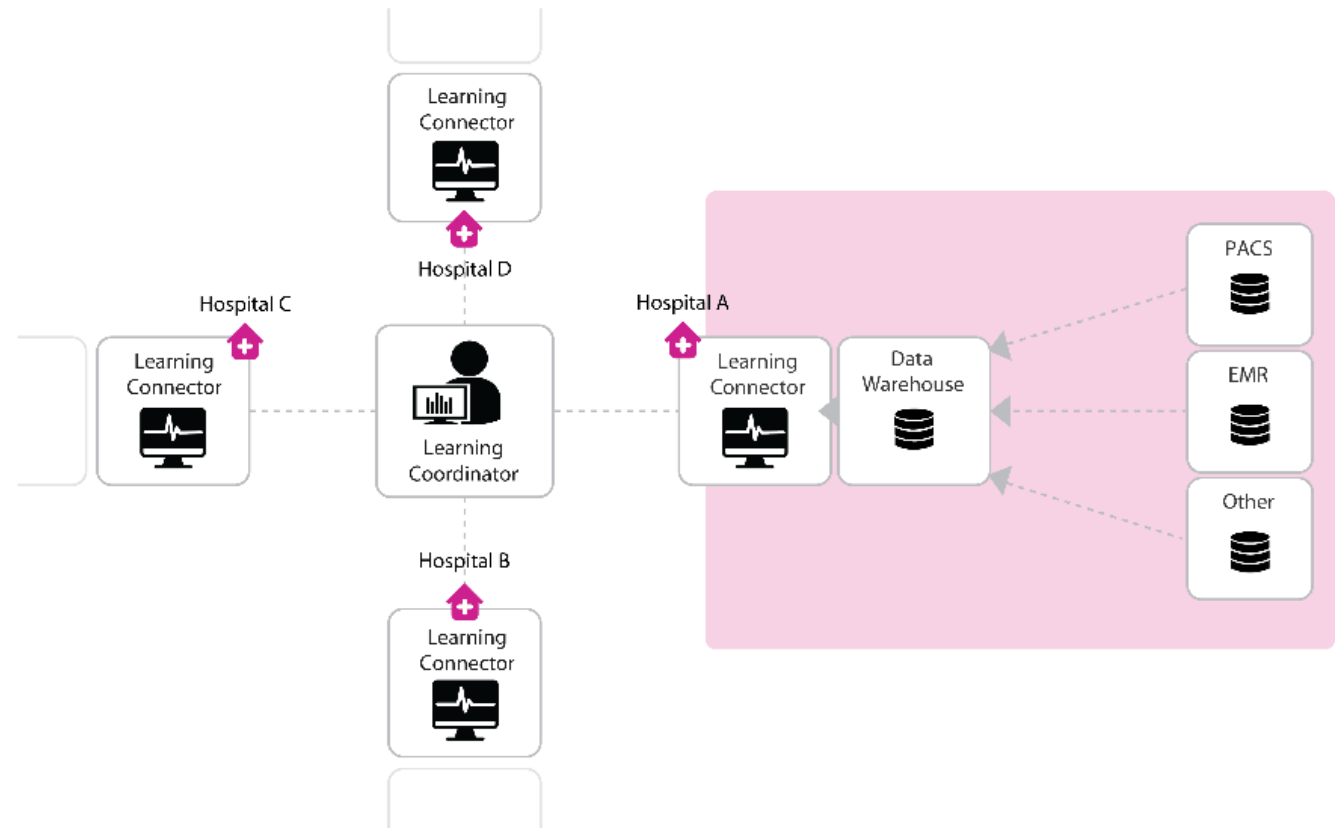 Learning
Connector
Hospital D
Hospital C
Learning
Connector
Learning
Coordinator
Hospital A
Learning
Connector
Data
Warehouse
PACS
EMR
Other
Hospital B
Learning
Connector